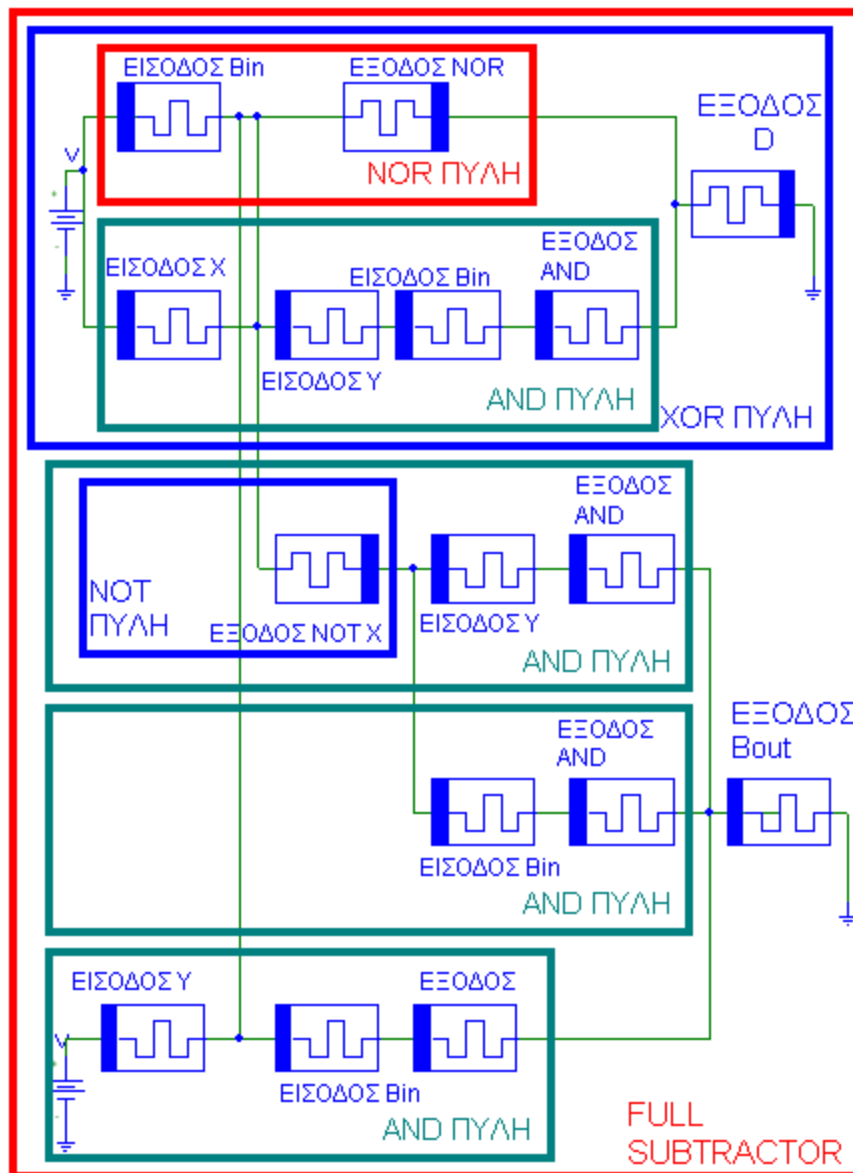 ΕΙΣΟΔΟΣ Bin
ΕΞΟΔΟΣ NOR
ΕΞΟΔΟΣ
D
V
NOR ΠΥΛΗ
ΕΙΣΟΔΟΣ X
ΕΙΣΟΔΟΣ Bin
ΕΞΟΔΟΣ
AND
ΕΙΣΟΔΟΣ Y
AND ΠΥΛΗ
XOR ΠΥΛΗ
ΕΞΟΔΟΣ
AND
NOT
ΠΥΛΗ
ΕΞΟΔΟΣ NOT X
ΕΙΣΟΔΟΣ Y
AND ΠΥΛΗ
ΕΞΟΔΟΣ
AND
ΕΞΟΔΟΣ
Bout
ΕΙΣΟΔΟΣ Bin
AND ΠΥΛΗ
ΕΙΣΟΔΟΣ Y
ΕΞΟΔΟΣ
V
ΕΙΣΟΔΟΣ Bin
AND ΠΥΛΗ
FULL
SUBTRACTOR